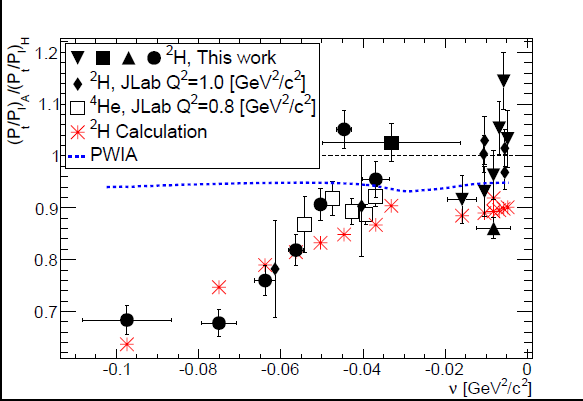 (P_t/P_l)_A/(P_t/P_l)_H
1.2
1.1
1
0.9
0.8
0.7
²H, This work
²H, JLab Q²=1.0 [GeV²/c²]
⁴He, JLab Q²=0.8 [GeV²/c²]
²H Calculation
PWIA
-0.1 -0.08 -0.06 -0.04 -0.02 0
ν [GeV²/c²]